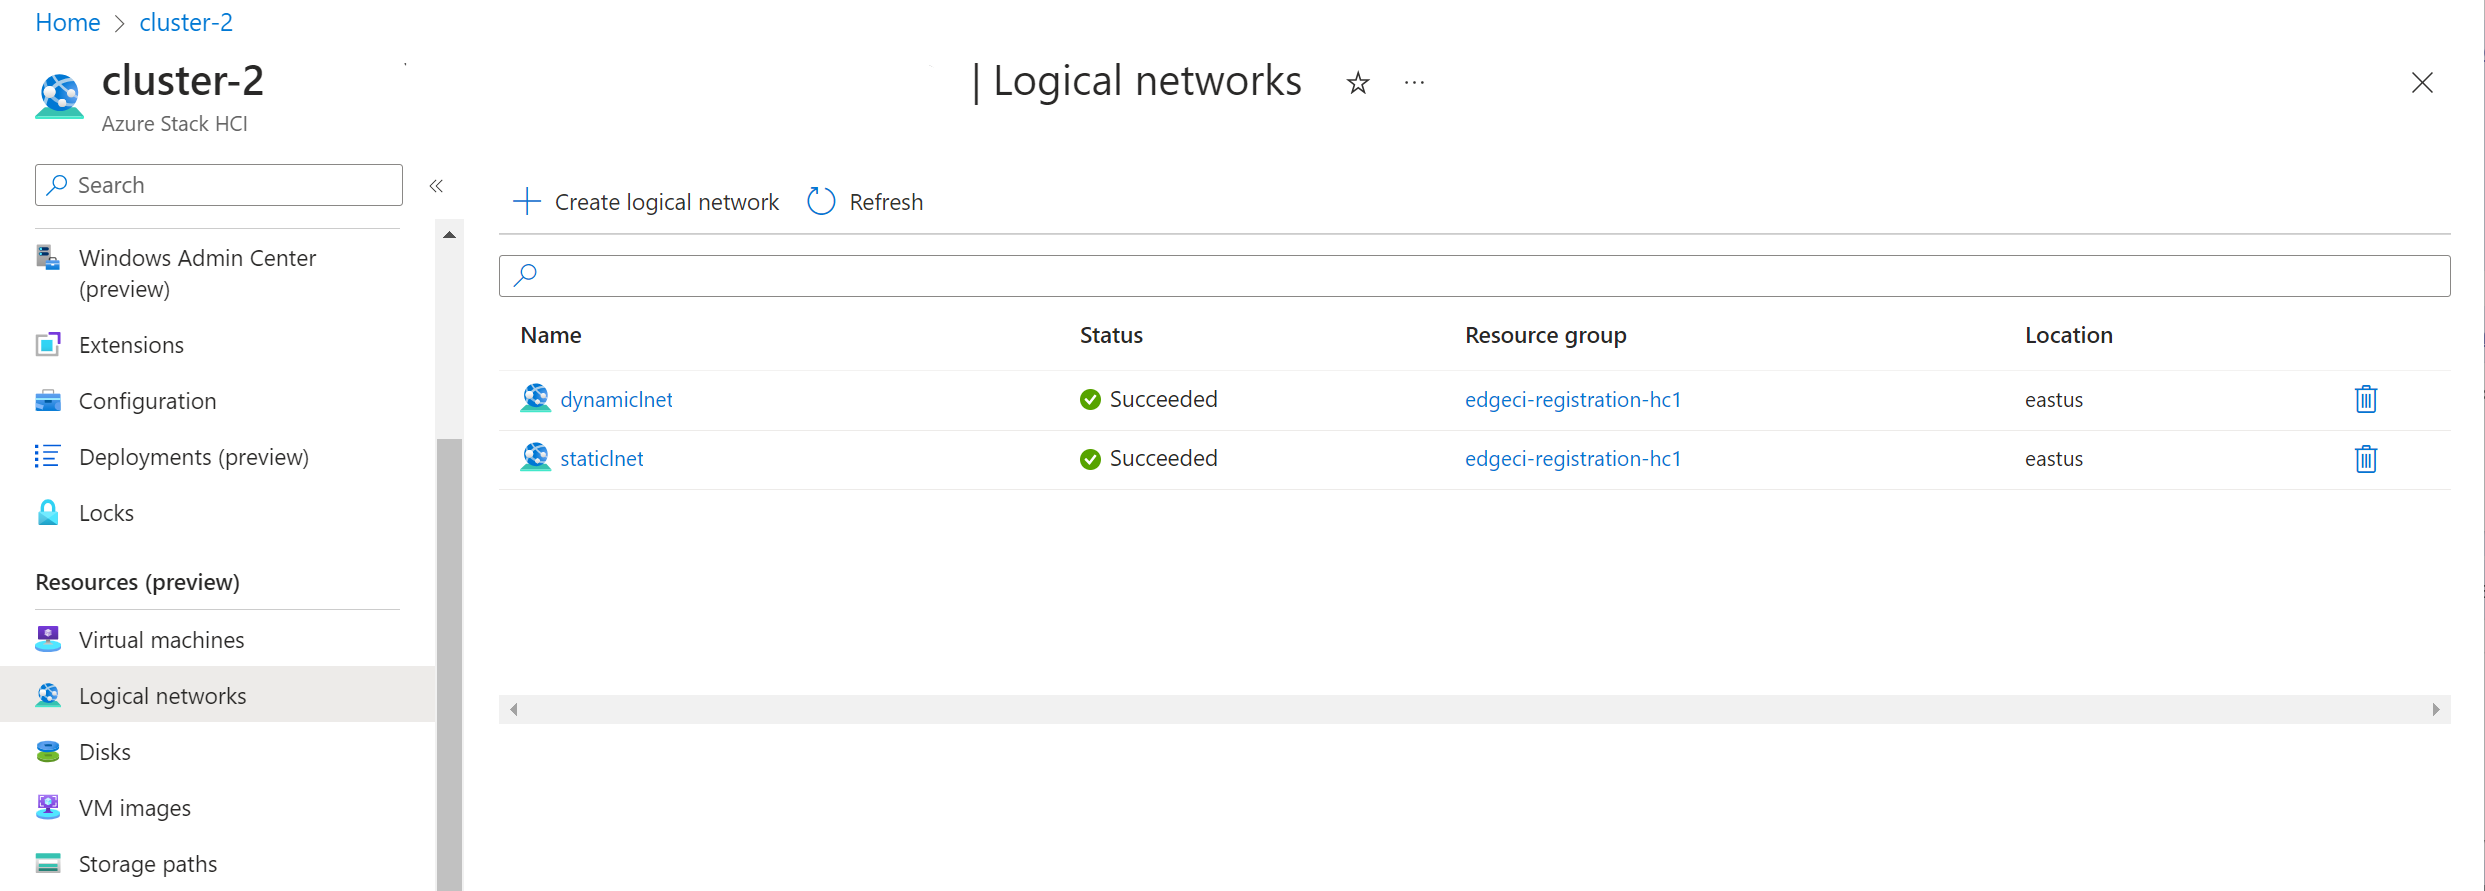 Home > cluster-2
cluster-2 | Logical networks ☆ ...
Azure Stack HCI
Search «
Windows Admin Center
(preview)
Extensions
Configuration
Deployments (preview)
Locks
Resources (preview)
Virtual machines
Logical networks
Disks
VM images
Storage paths
Create logical network Refresh
Name Status Resource group Location
dynamiclnet Succeeded edgeci-registration-hc1 eastus
staticlnet Succeeded edgeci-registration-hc1 eastus